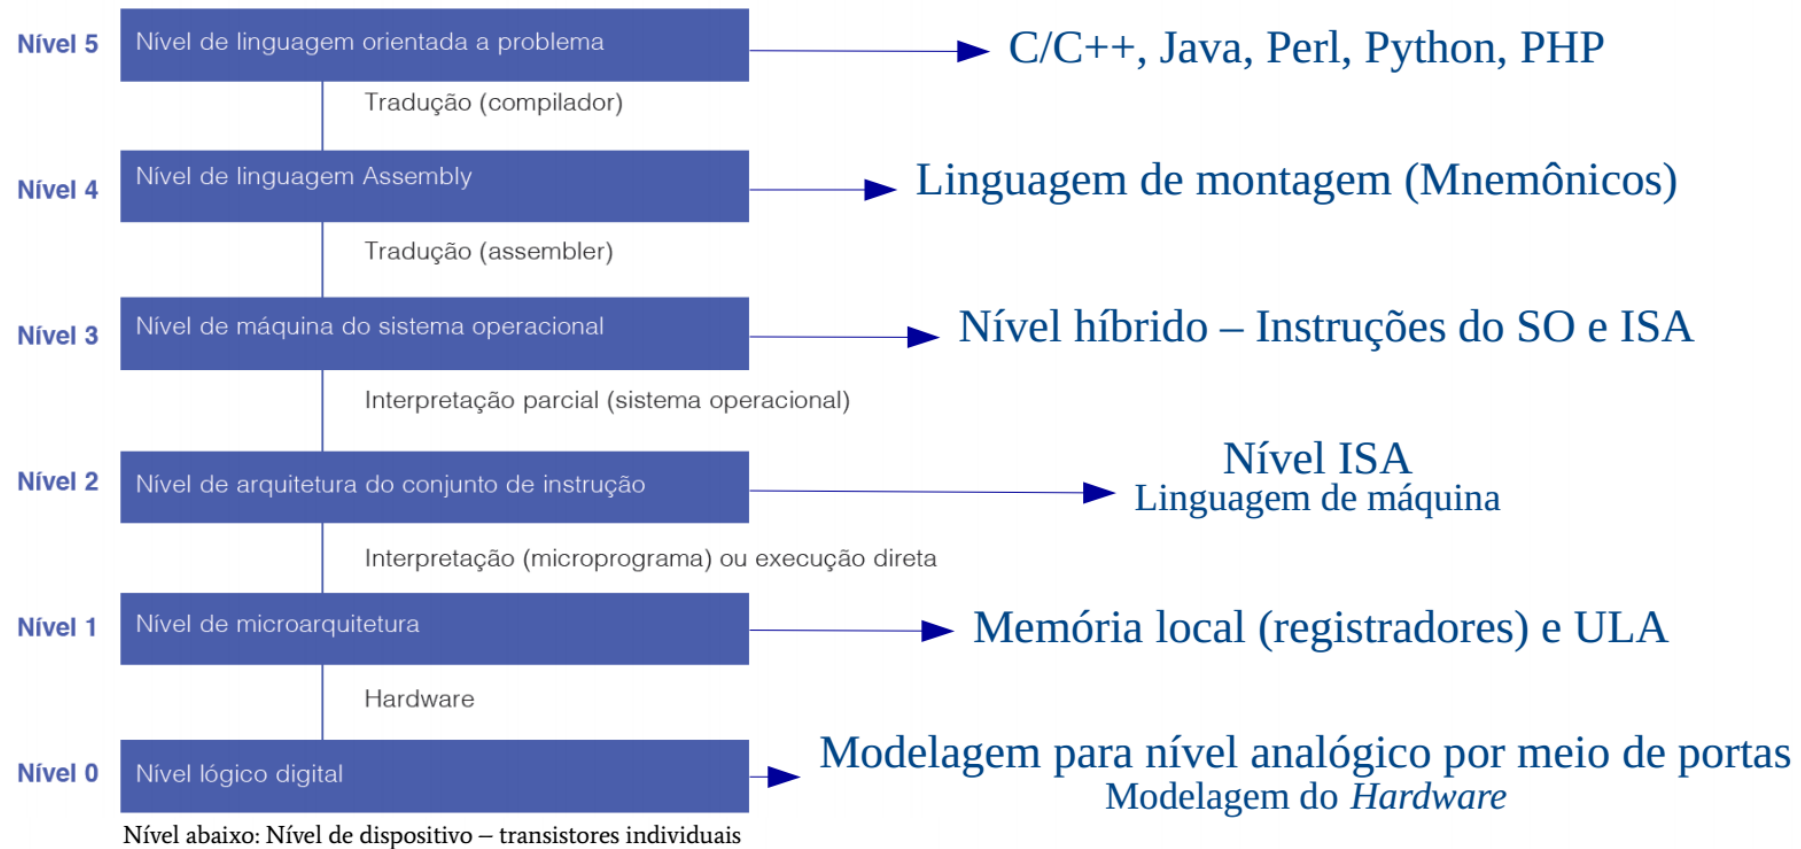 Nível 5
Nível de linguagem orientada a problema
C/C++, Java, Perl, Python, PHP
Tradução (compilador)
Nível 4
Nível de linguagem Assembly
Linguagem de montagem (Mnemônicos)
Tradução (assembler)
Nível 3
Nível de máquina do sistema operacional
Nível híbrido – Instruções do SO e ISA
Interpretação parcial (sistema operacional)
Nível 2
Nível de arquitetura do conjunto de instrução
Nível ISA
Linguagem de máquina
Interpretação (microprograma) ou execução direta
Nível 1
Nível de microarquitetura
Memória local (registradores) e ULA
Hardware
Nível 0
Nível lógico digital
Modelagem para nível analógico por meio de portas
Modelagem do Hardware
Nível abaixo: Nível de dispositivo – transistores individuais